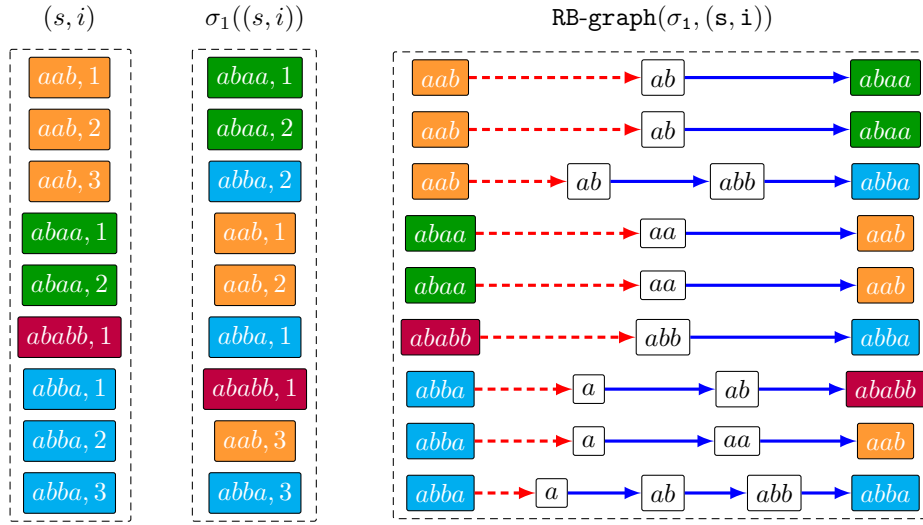 (s, i) σ₁((s, i)) RB-graph(σ₁, (s, i))
aab, 1 abaa, 1 aab ab abaa
aab, 2 abaa, 2 aab ab abaa
aab, 3 abba, 2 aab ab abb abba
abaa, 1 aab, 1 abaa aa aab
abaa, 2 aab, 2 abaa aa aab
ababb, 1 abba, 1 ababb abb abba
abba, 1 ababb, 1 abba a ab ababb
abba, 2 aab, 3 abba a aa aab
abba, 3 abba, 3 abba a ab abb abba